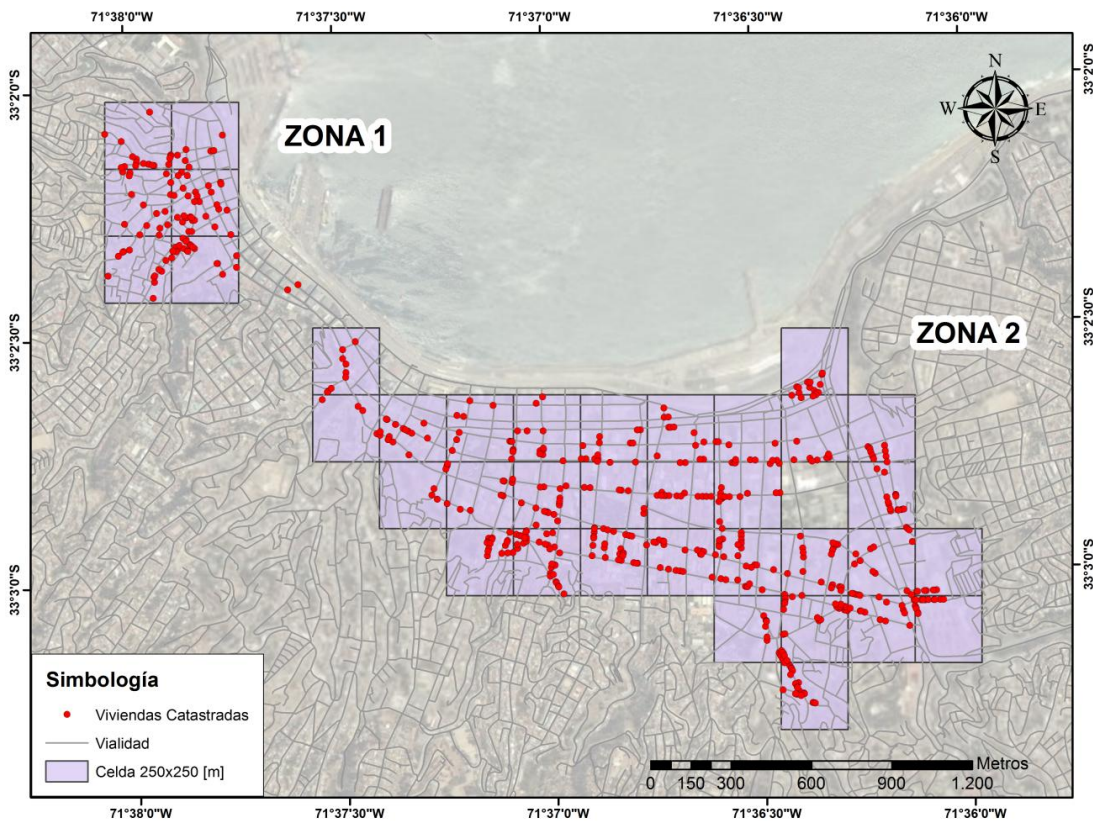 71°38'0"W 71°37'30"W 71°37'0"W 71°36'30"W 71°36'0"W
33°2'0"S
33°2'0"S
N
W
E
S
ZONA 1
33°2'30"S
33°2'30"S
ZONA 2
33°3'0"S
33°3'0"S
Simbología
Viviendas Catastradas
Vialidad
Celda 250x250 [m]
Metros
0 150 300 600 900 1.200
71°38'0"W 71°37'30"W 71°37'0"W 71°36'30"W 71°36'0"W